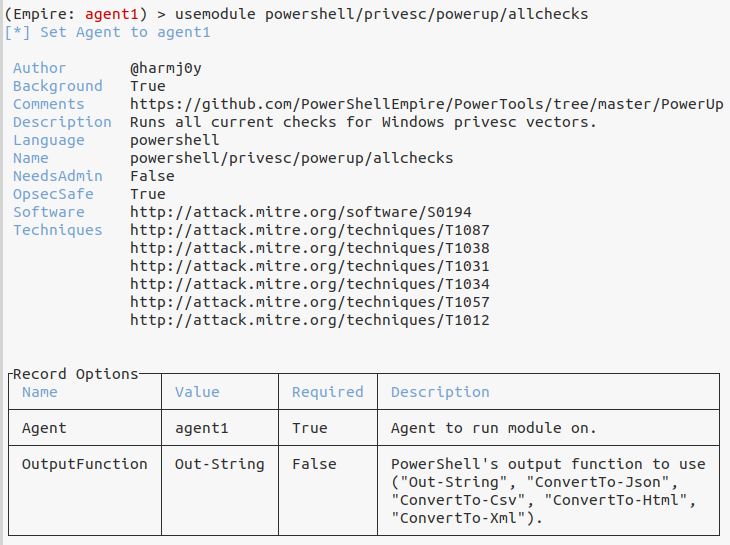 (Empire: agent1) > usemodule powershell/privesc/powerup/allchecks
[*] Set Agent to agent1
Author @harmj0y
Background True
Comments https://github.com/PowerShellEmpire/PowerTools/tree/master/PowerUp
Description Runs all current checks for Windows privesc vectors.
Language powershell
Name powershell/privesc/powerup/allchecks
NeedsAdmin False
OpsecSafe True
Software http://attack.mitre.org/software/S0194
Techniques http://attack.mitre.org/techniques/T1087
http://attack.mitre.org/techniques/T1038
http://attack.mitre.org/techniques/T1031
http://attack.mitre.org/techniques/T1034
http://attack.mitre.org/techniques/T1057
http://attack.mitre.org/techniques/T1012
Record Options
Name Value Required Description
Agent agent1 True Agent to run module on.
OutputFunction Out-String False PowerShell's output function to use
("Out-String", "ConvertTo-Json",
"ConvertTo-Csv", "ConvertTo-Html",
"ConvertTo-Xml").